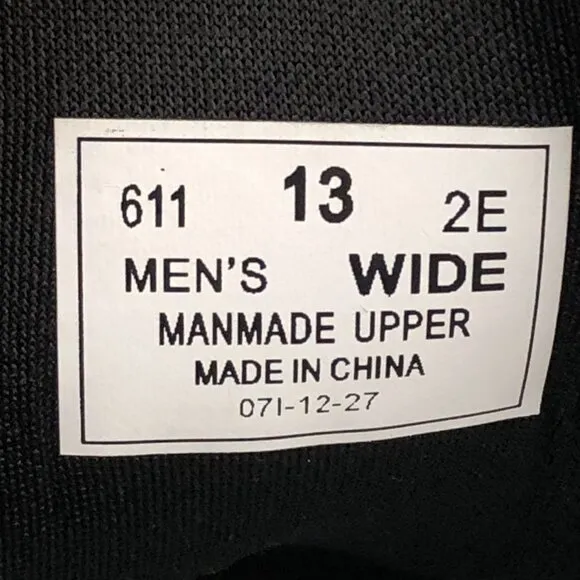 611 13 2E
MEN'S WIDE
MANMADE UPPER
MADE IN CHINA
07I-12-27